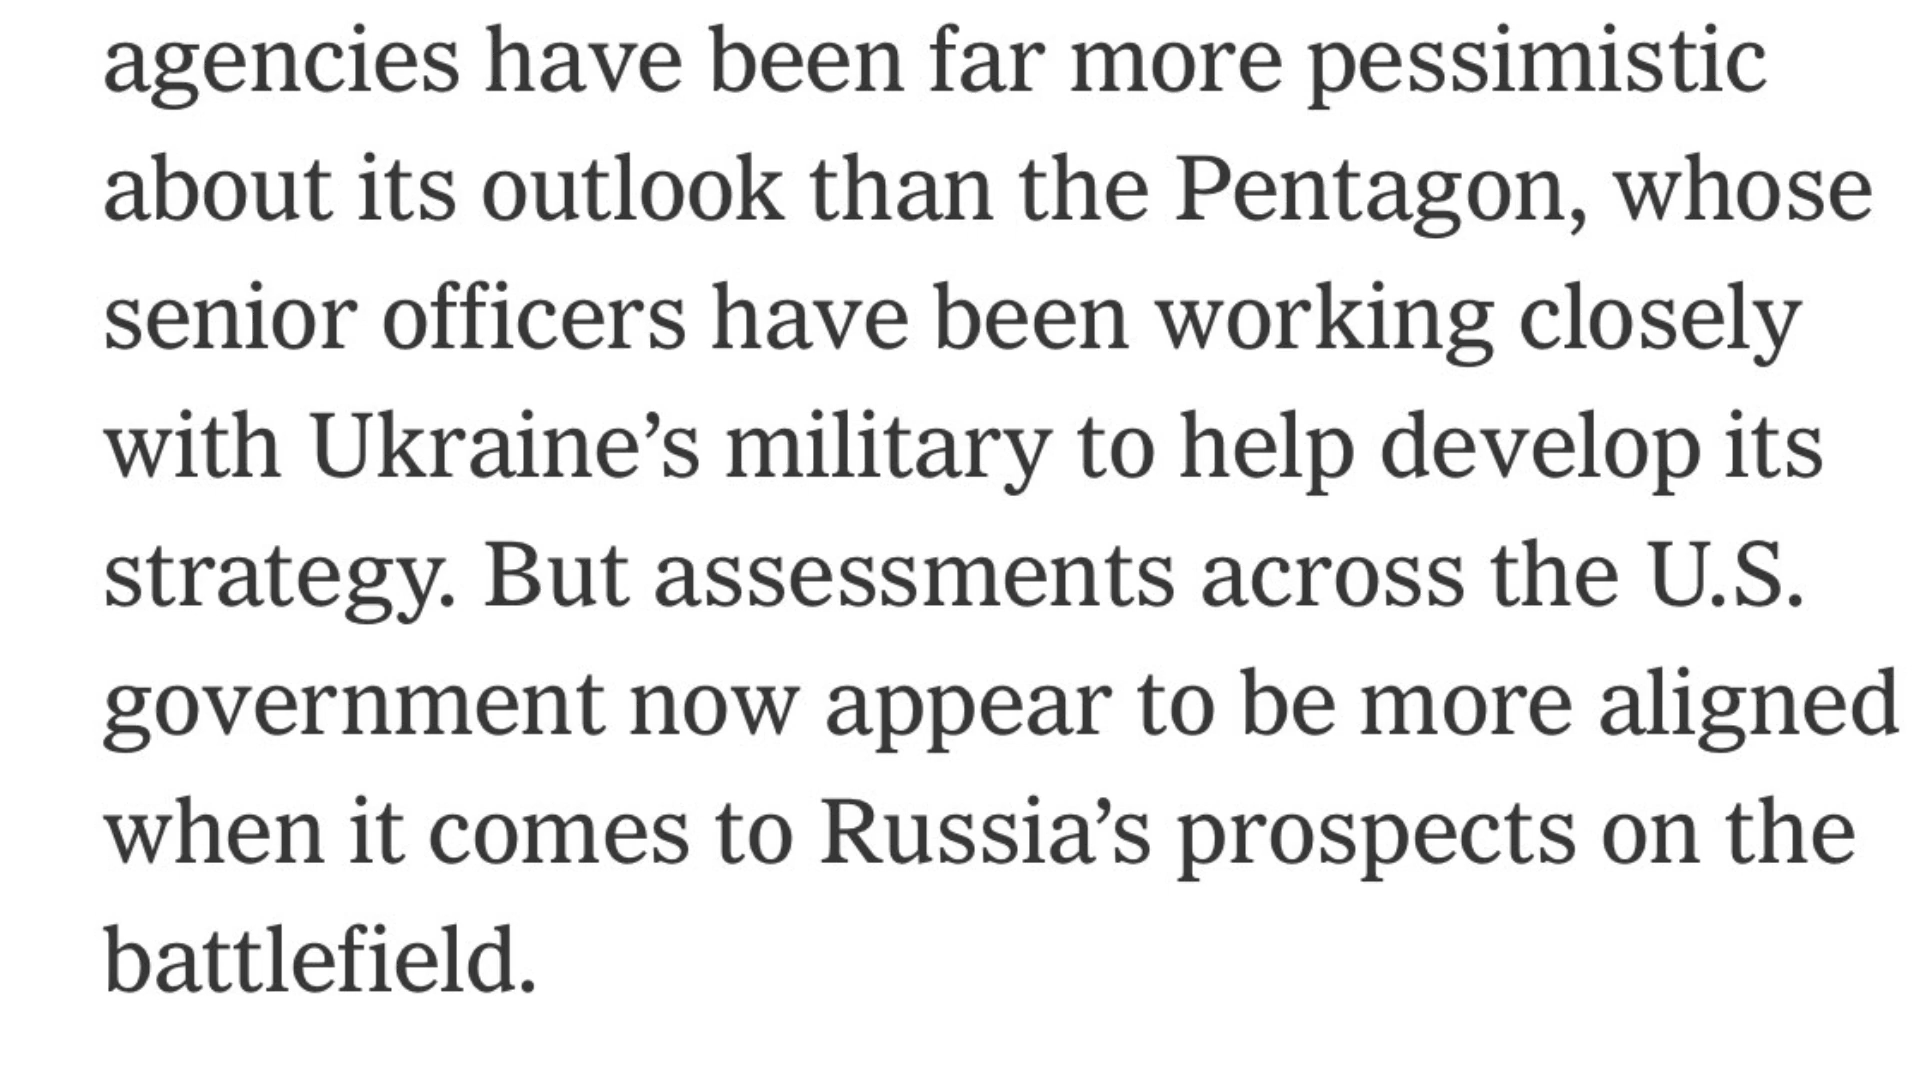 agencies have been far more pessimistic
about its outlook than the Pentagon, whose
senior officers have been working closely
with Ukraine’s military to help develop its
strategy. But assessments across the U.S.
government now appear to be more aligned
when it comes to Russia’s prospects on the
battlefield.